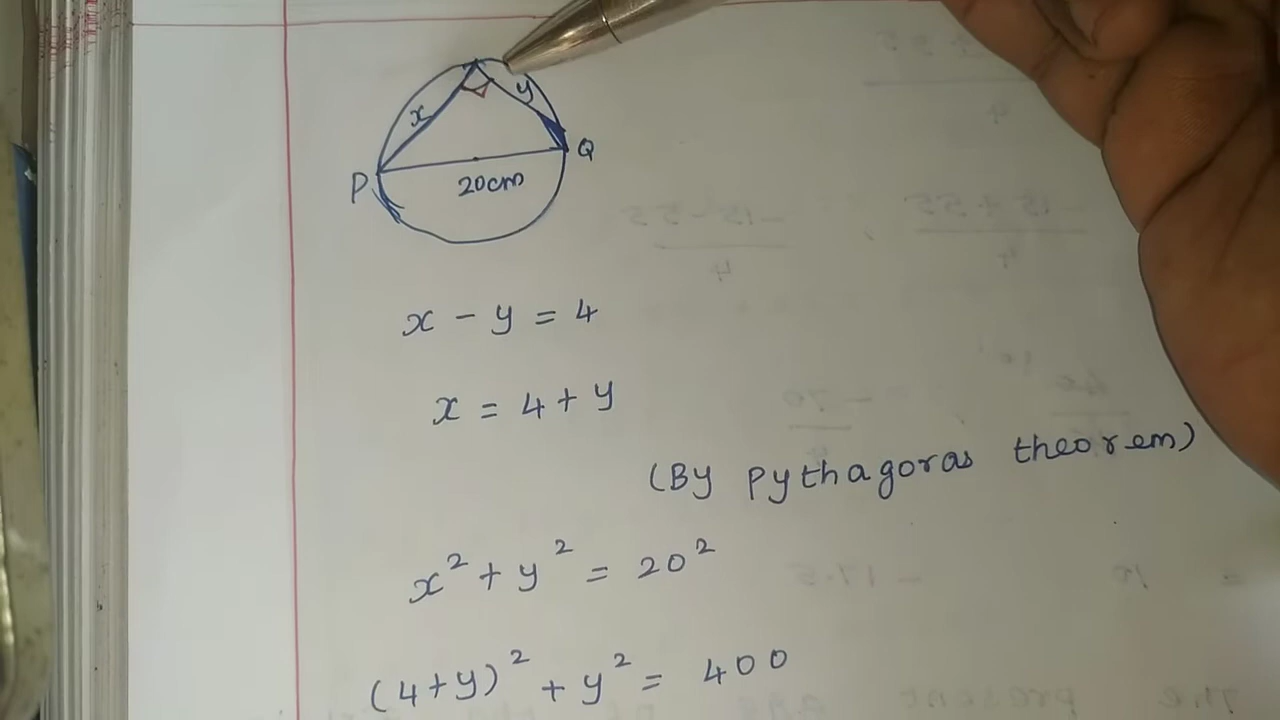 x y
P Q
20cm
x - y = 4
x = 4 + y
(By pythagoras theorem)
x² + y² = 20²
(4+y)² + y² = 400